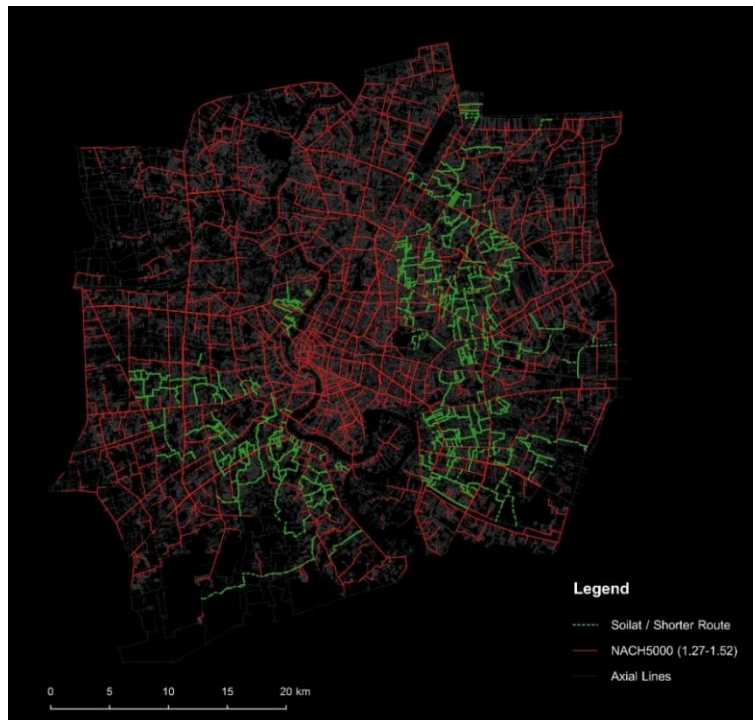 Legend
Soilat / Shorter Route
NACH5000 (1.27-1.52)
Axial Lines
0 5 10 15 20 km